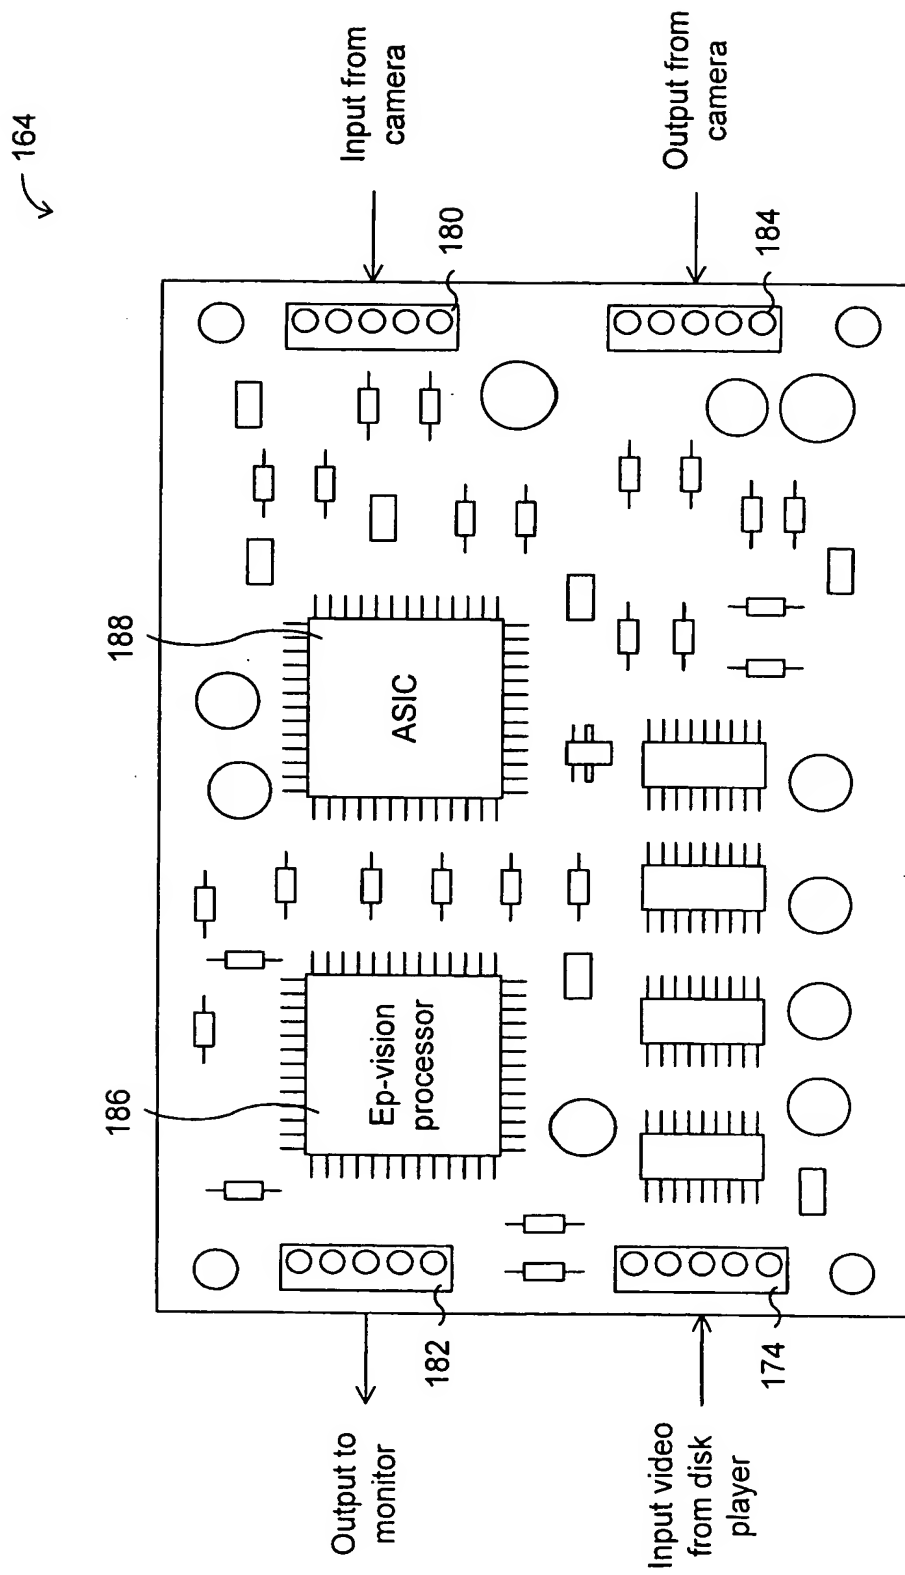 164
Input from
camera
Output from
camera
180
184
188
ASIC
186
Ep-vision
processor
182
174
Output to
monitor
Input video
from disk
player